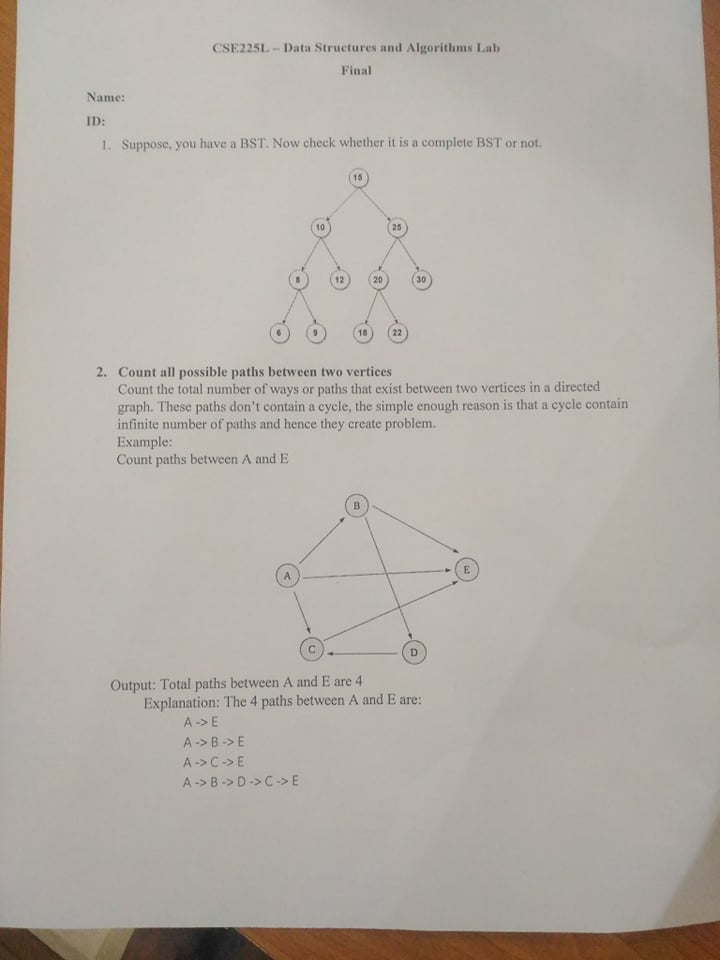 CSE225L – Data Structures and Algorithms Lab
Final
Name:
ID:
1. Suppose, you have a BST. Now check whether it is a complete BST or not.
15
10 25
8 12 20 30
6 9 18 22
2. Count all possible paths between two vertices
Count the total number of ways or paths that exist between two vertices in a directed
graph. These paths don't contain a cycle, the simple enough reason is that a cycle contain
infinite number of paths and hence they create problem.
Example:
Count paths between A and E
B
A E
C D
Output: Total paths between A and E are 4
Explanation: The 4 paths between A and E are:
A -> E
A -> B -> E
A -> C -> E
A -> B -> D -> C -> E